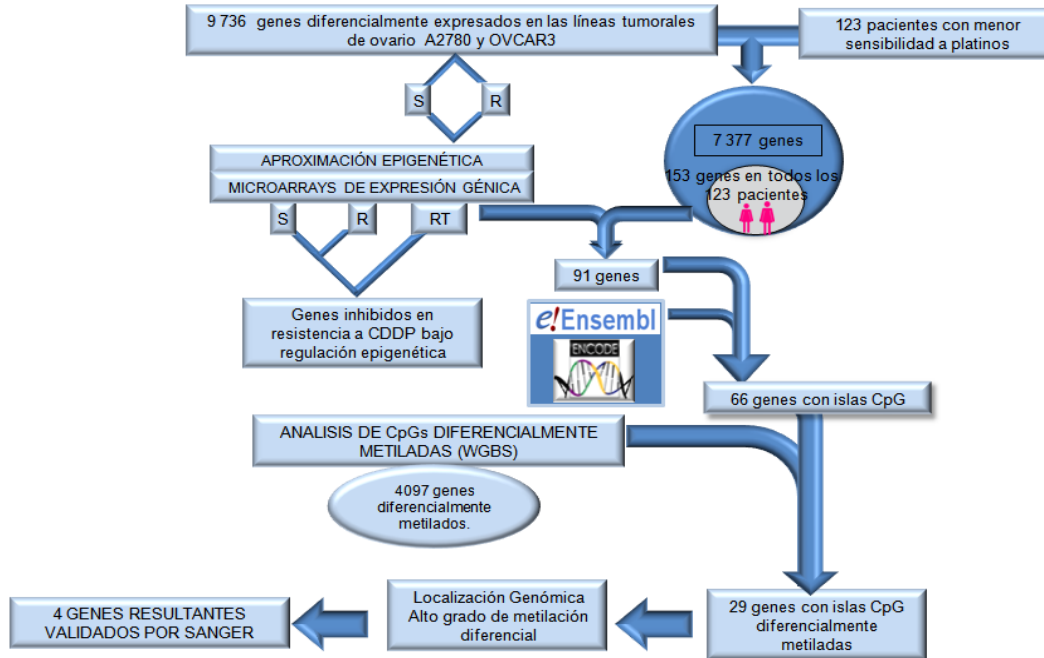 9 736 genes diferencialmente expresados en las líneas tumorales
de ovario A2780 y OVCAR3
123 pacientes con menor
sensibilidad a platinos
S
R
7 377 genes
153 genes en todos los
123 pacientes
APROXIMACIÓN EPIGENÉTICA
MICROARRAYS DE EXPRESIÓN GÉNICA
S
R
RT
91 genes
Genes inhibidos en
resistencia a CDDP bajo
regulación epigenética
e!Ensembl
ENCODE
66 genes con islas CpG
ANALISIS DE CpGs DIFERENCIALMENTE
METILADAS (WGBS)
4097 genes
diferencialmente
metilados.
29 genes con islas CpG
diferencialmente
metiladas
Localización Genómica
Alto grado de metilación
diferencial
4 GENES RESULTANTES
VALIDADOS POR SANGER